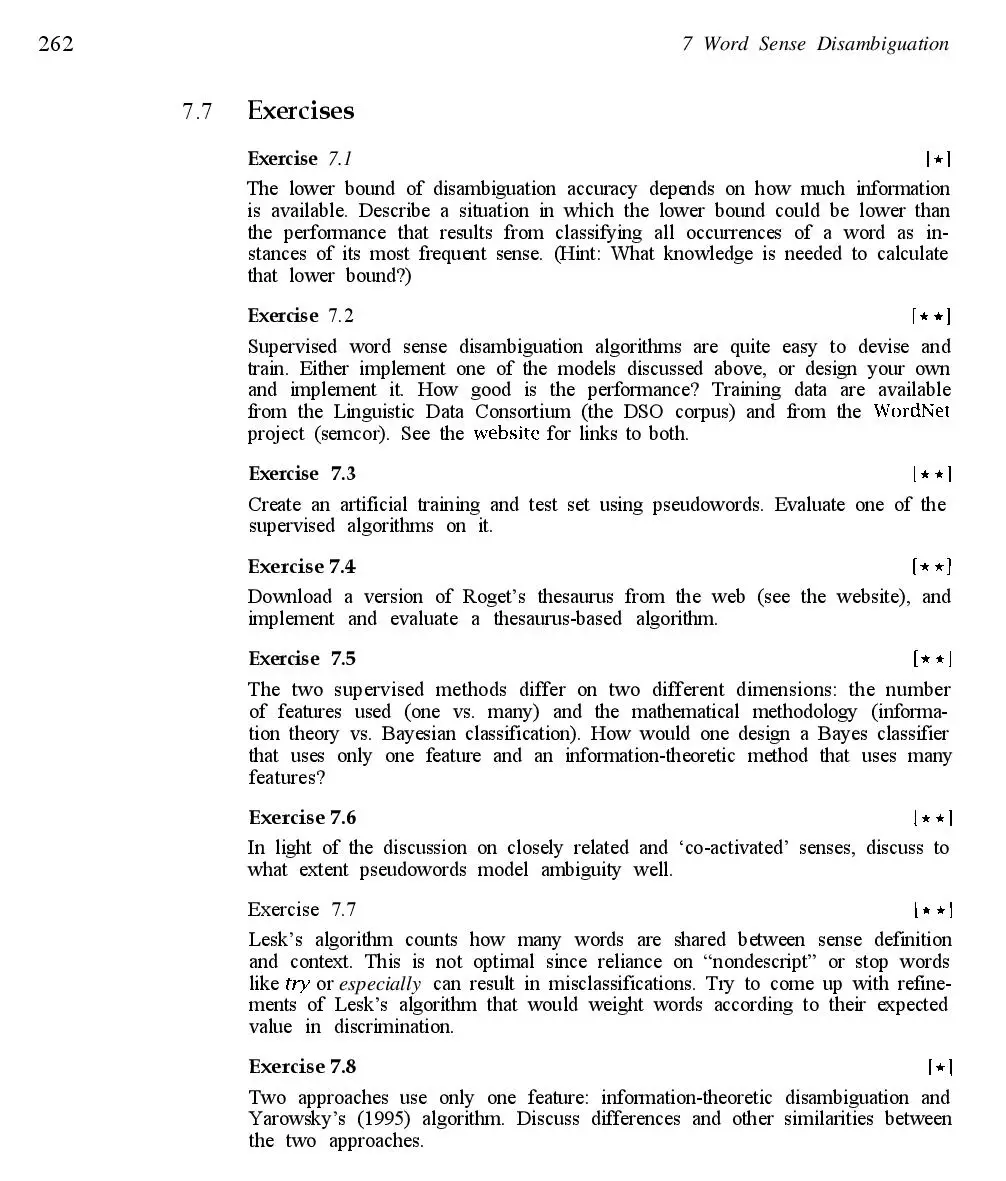 262
7 Word Sense Disambiguation
7.7 Exercises
Exercise 7.1 [★]
The lower bound of disambiguation accuracy depends on how much information
is available. Describe a situation in which the lower bound could be lower than
the performance that results from classifying all occurrences of a word as in-
stances of its most frequent sense. (Hint: What knowledge is needed to calculate
that lower bound?)
Exercise 7.2 [★ ★]
Supervised word sense disambiguation algorithms are quite easy to devise and
train. Either implement one of the models discussed above, or design your own
and implement it. How good is the performance? Training data are available
from the Linguistic Data Consortium (the DSO corpus) and from the WordNet
project (semcor). See the website for links to both.
Exercise 7.3 [★ ★]
Create an artificial training and test set using pseudowords. Evaluate one of the
supervised algorithms on it.
Exercise 7.4 [★ ★]
Download a version of Roget's thesaurus from the web (see the website), and
implement and evaluate a thesaurus-based algorithm.
Exercise 7.5 [★ ★]
The two supervised methods differ on two different dimensions: the number
of features used (one vs. many) and the mathematical methodology (informa-
tion theory vs. Bayesian classification). How would one design a Bayes classifier
that uses only one feature and an information-theoretic method that uses many
features?
Exercise 7.6 [★ ★]
In light of the discussion on closely related and ‘co-activated’ senses, discuss to
what extent pseudowords model ambiguity well.
Exercise 7.7 [★ ★]
Lesk's algorithm counts how many words are shared between sense definition
and context. This is not optimal since reliance on “nondescript” or stop words
like try or especially can result in misclassifications. Try to come up with refine-
ments of Lesk's algorithm that would weight words according to their expected
value in discrimination.
Exercise 7.8 [★]
Two approaches use only one feature: information-theoretic disambiguation and
Yarowsky's (1995) algorithm. Discuss differences and other similarities between
the two approaches.